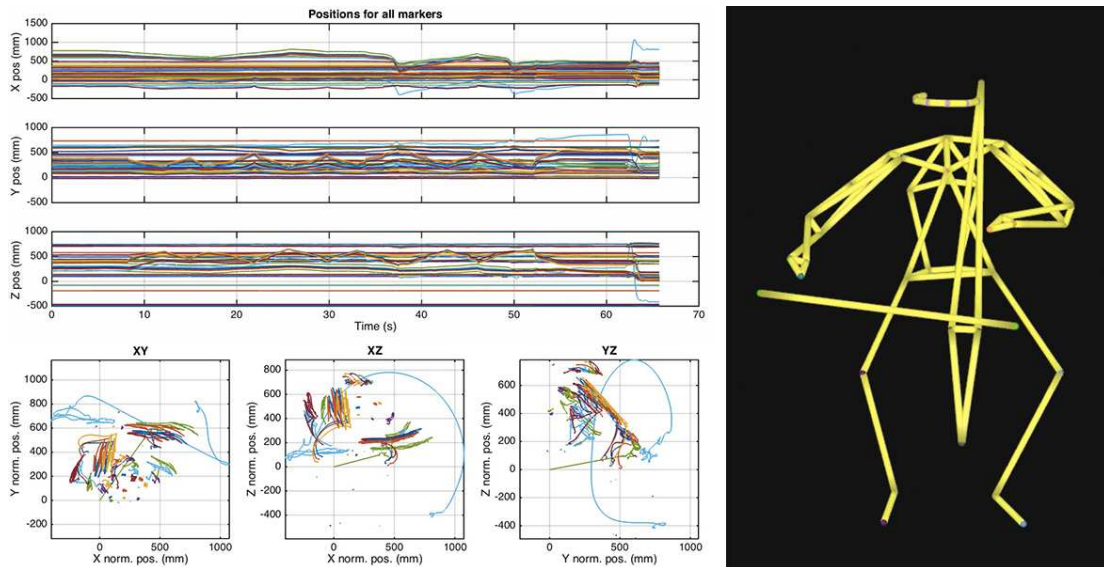 Positions for all markers
X pos (mm)
1500
1000
500
0
-500
Y pos (mm)
1000
500
0
-500
Z pos (mm)
1000
500
0
-500
0 10 20 30 40 50 60 70
Time (s)
XY
Y norm. pos. (mm)
1000
800
600
400
200
0
-200
0 500 1000
X norm. pos. (mm)
XZ
Z norm. pos. (mm)
800
600
400
200
0
-200
-400
0 500 1000
X norm. pos. (mm)
YZ
Z norm. pos. (mm)
600
400
200
0
-200
-400
0 500 1000
Y norm. pos. (mm)